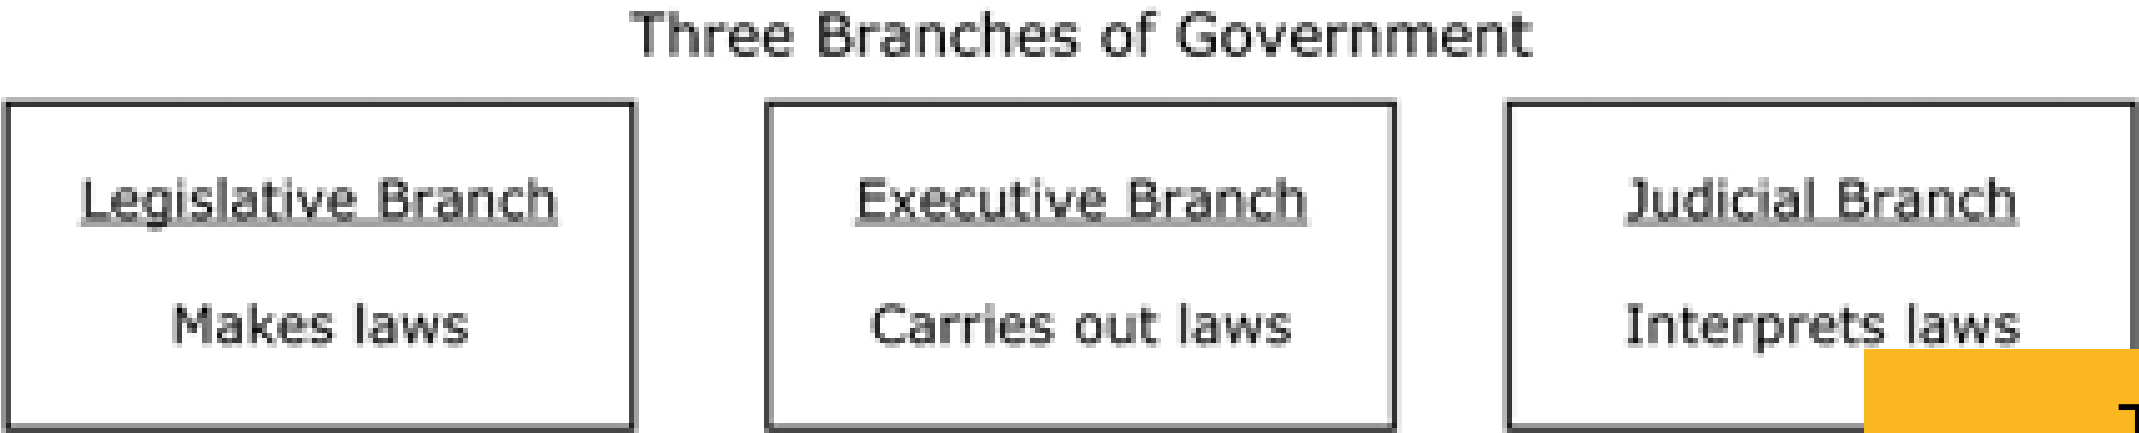 Three Branches of Government
Legislative Branch
Makes laws
Executive Branch
Carries out laws
Judicial Branch
Interprets laws